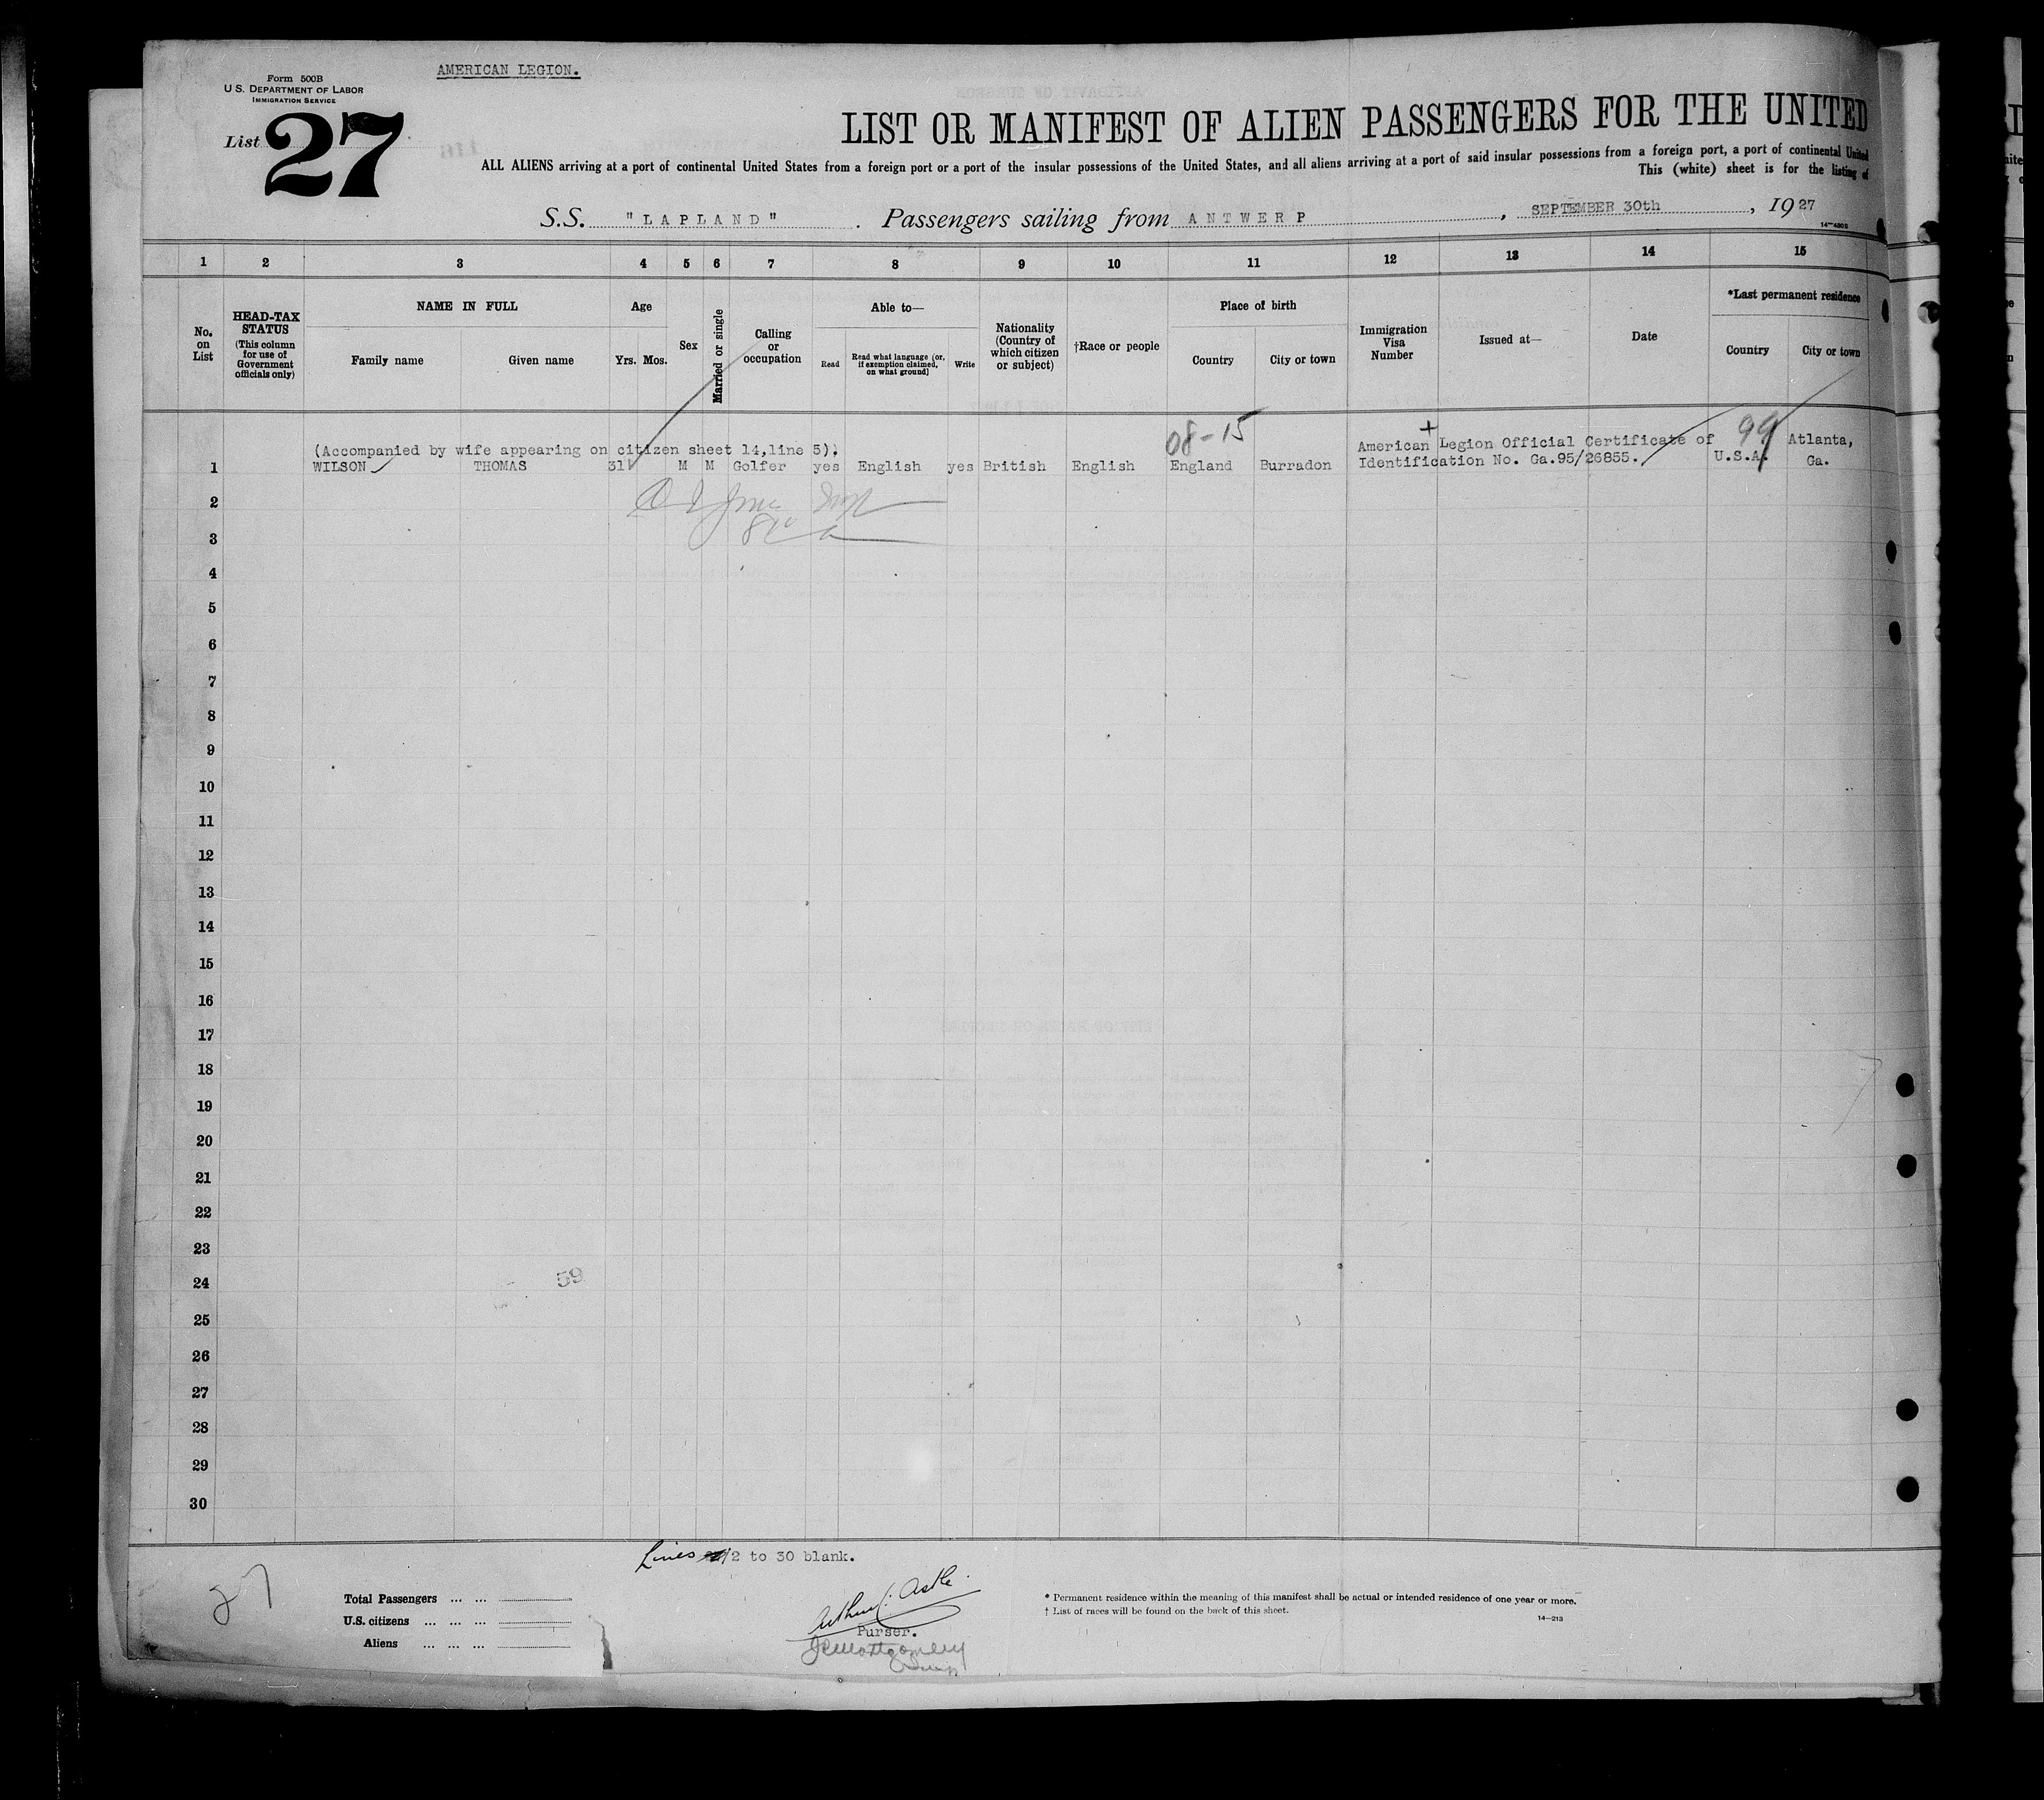 AMERICAN LEGION.
Form 500B
U. S. DEPARTMENT OF LABOR
IMMIGRATION SERVICE
List 27
LIST OR MANIFEST OF ALIEN PASSENGERS FOR THE UNITED
ALL ALIENS arriving at a port of continental United States from a foreign port or a port of the insular possessions of the United States, and all aliens arriving at a port of said insular possessions from a foreign port, a port of continental United
This (white) sheet is for the listing of
S.S. "LAPLAND". Passengers sailing from ANTWERP, SEPTEMBER 30th, 1927
1 2 3 4 5 6 7 8 9 10 11 12 13 14 15
No. on List
HEAD-TAX STATUS (This column for use of Government officials only)
NAME IN FULL
Family name Given name
Age
Yrs. Mos.
Sex
Married or single
Calling or occupation
Able to—
Read
Read what language [or, if exemption claimed, on what ground]
Write
Nationality (Country of which citizen or subject)
†Race or people
Place of birth
Country City or town
Immigration Visa Number
Issued at—
Date
*Last permanent residence
Country City or town
08-15
99
(Accompanied by wife appearing on citizen sheet 14,line 5);
American Legion Official Certificate of
Atlanta,
1 WILSON THOMAS 31 M M Golfer yes English yes British English England Burradon Identification No. Ga.95/26855. U.S.A. Ga.
2
3
4
5
6
7
8
9
10
11
12
13
14
15
16
17
18
19
20
21
22
23
24
59
25
26
27
28
29
30
Lines 2 to 30 blank.
27
Total Passengers ... ...
U.S. citizens ... ... ...
Aliens ... ... ...
Purser.
* Permanent residence within the meaning of this manifest shall be actual or intended residence of one year or more.
† List of races will be found on the back of this sheet.
14—213